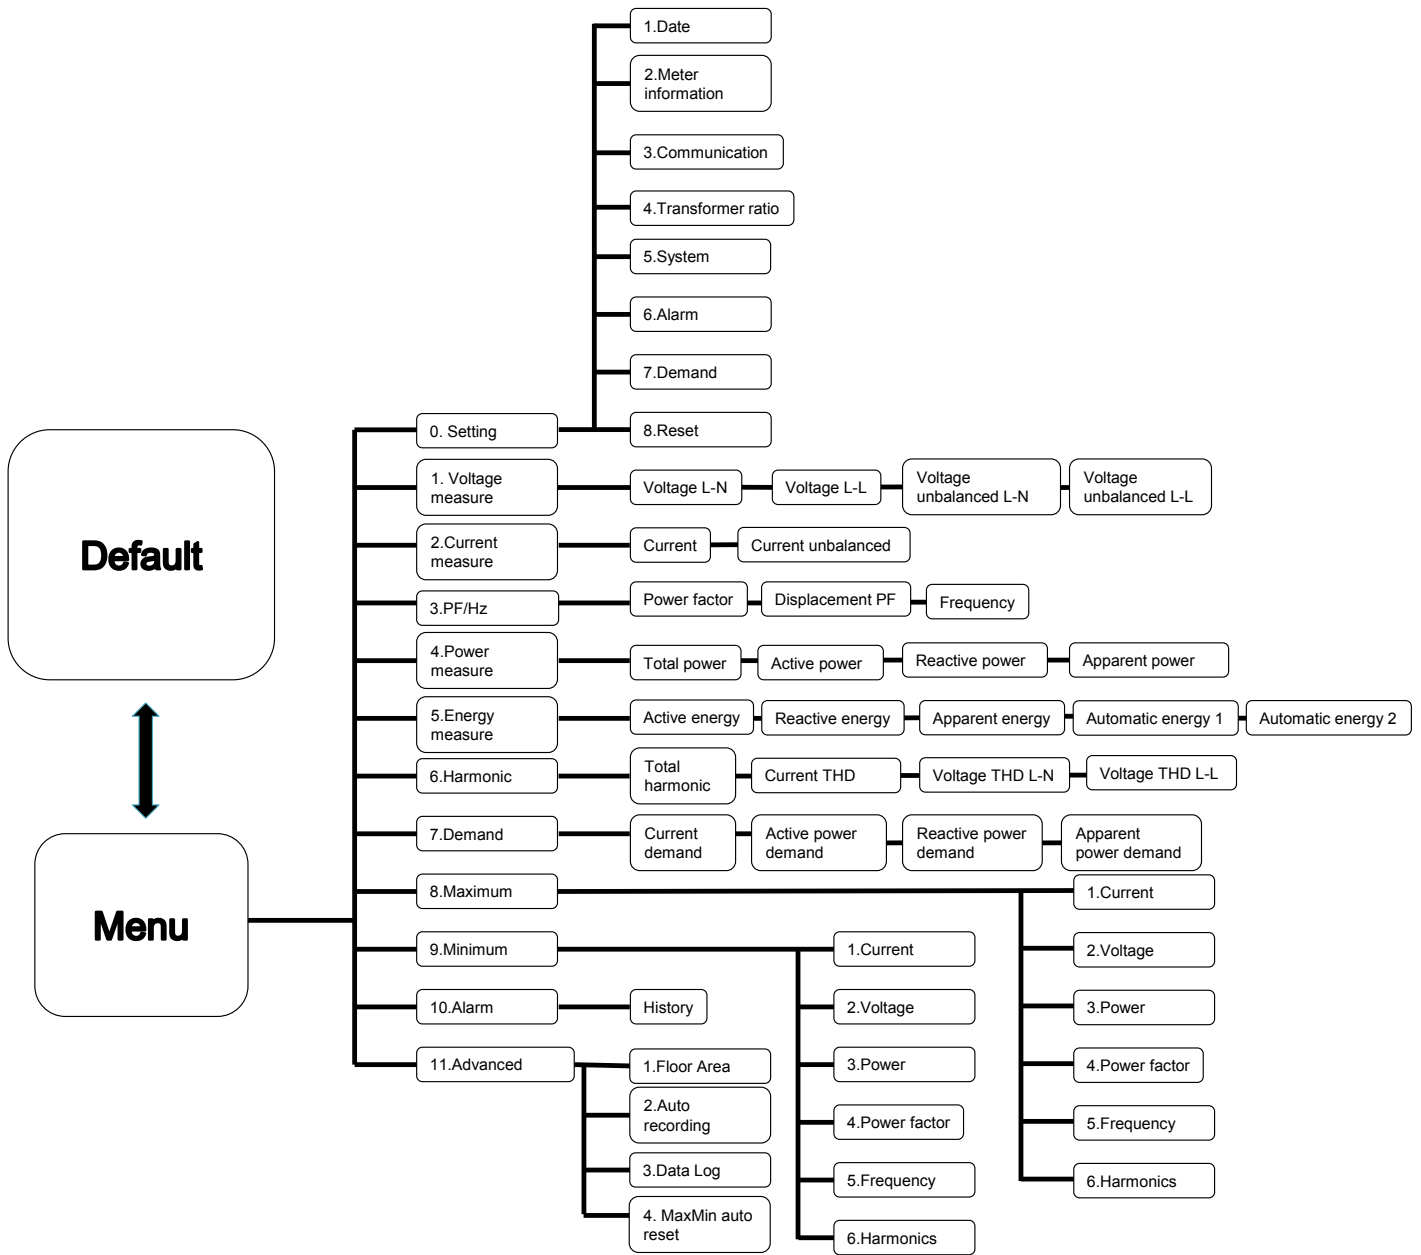 1.Date
2.Meter
information
3.Communication
4.Transformer ratio
5.System
6.Alarm
7.Demand
0. Setting
8.Reset
Default
1. Voltage
measure
Voltage L-N
Voltage L-L
Voltage
unbalanced L-N
Voltage
unbalanced L-L
2.Current
measure
Current
Current unbalanced
3.PF/Hz
Power factor
Displacement PF
Frequency
4.Power
measure
Total power
Active power
Reactive power
Apparent power
5.Energy
measure
Active energy
Reactive energy
Apparent energy
Automatic energy 1
Automatic energy 2
6.Harmonic
Total
harmonic
Current THD
Voltage THD L-N
Voltage THD L-L
7.Demand
Current
demand
Active power
demand
Reactive power
demand
Apparent
power demand
Menu
8.Maximum
1.Current
2.Voltage
3.Power
4.Power factor
5.Frequency
6.Harmonics
9.Minimum
1.Current
2.Voltage
3.Power
4.Power factor
5.Frequency
6.Harmonics
10.Alarm
History
11.Advanced
1.Floor Area
2.Auto
recording
3.Data Log
4. MaxMin auto
reset